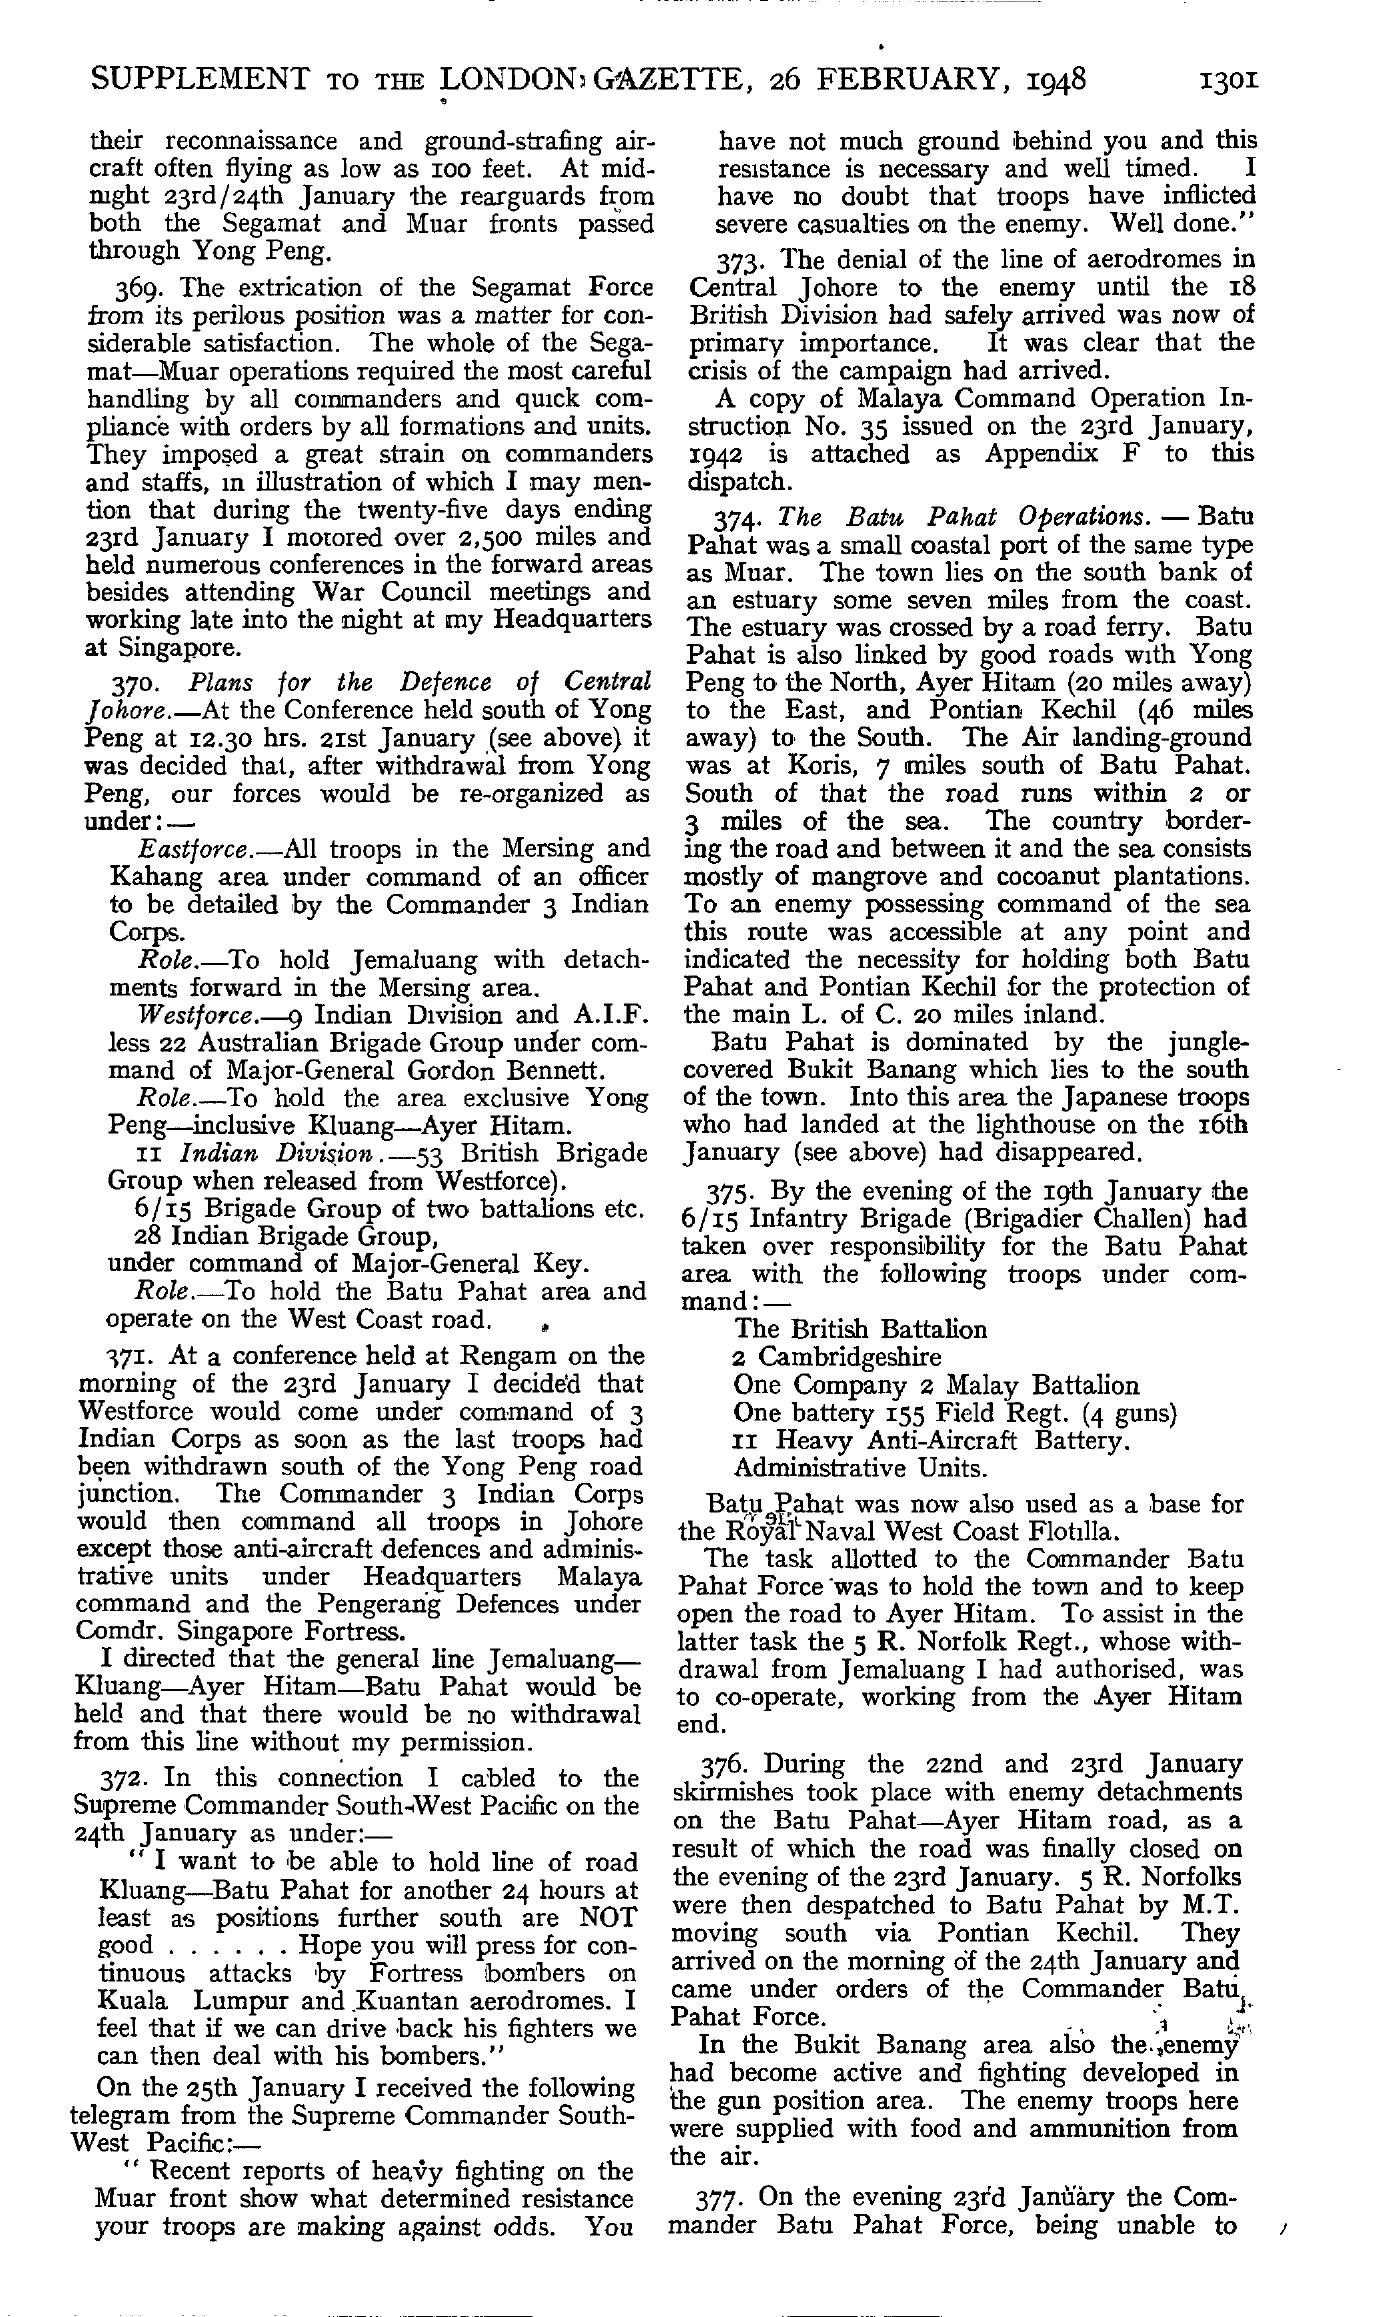 SUPPLEMENT TO THE LONDON GAZETTE, 26 FEBRUARY, 1948 1301
their reconnaissance and ground-strafing air-
craft often flying as low as 100 feet. At mid-
night 23rd/24th January the rearguards from
both the Segamat and Muar fronts passed
through Yong Peng.
369. The extrication of the Segamat Force
from its perilous position was a matter for con-
siderable satisfaction. The whole of the Sega-
mat—Muar operations required the most careful
handling by all commanders and quick com-
pliance with orders by all formations and units.
They imposed a great strain on commanders
and staffs, in illustration of which I may men-
tion that during the twenty-five days ending
23rd January I motored over 2,500 miles and
held numerous conferences in the forward areas
besides attending War Council meetings and
working late into the night at my Headquarters
at Singapore.
370. Plans for the Defence of Central
Johore.—At the Conference held south of Yong
Peng at 12.30 hrs. 21st January (see above) it
was decided that, after withdrawal from Yong
Peng, our forces would be re-organized as
under:—
Eastforce.—All troops in the Mersing and
Kahang area under command of an officer
to be detailed by the Commander 3 Indian
Corps.
Role.—To hold Jemaluang with detach-
ments forward in the Mersing area.
Westforce.—9 Indian Division and A.I.F.
less 22 Australian Brigade Group under com-
mand of Major-General Gordon Bennett.
Role.—To hold the area exclusive Yong
Peng—inclusive Kluang—Ayer Hitam.
11 Indian Division.—53 British Brigade
Group when released from Westforce).
6/15 Brigade Group of two battalions etc.
28 Indian Brigade Group,
under command of Major-General Key.
Role.—To hold the Batu Pahat area and
operate on the West Coast road.
371. At a conference held at Rengam on the
morning of the 23rd January I decided that
Westforce would come under command of 3
Indian Corps as soon as the last troops had
been withdrawn south of the Yong Peng road
junction. The Commander 3 Indian Corps
would then command all troops in Johore
except those anti-aircraft defences and adminis-
trative units under Headquarters Malaya
command and the Pengerang Defences under
Comdr. Singapore Fortress.
I directed that the general line Jemaluang—
Kluang—Ayer Hitam—Batu Pahat would be
held and that there would be no withdrawal
from this line without my permission.
372. In this connection I cabled to the
Supreme Commander South-West Pacific on the
24th January as under:—
"I want to be able to hold line of road
Kluang—Batu Pahat for another 24 hours at
least as positions further south are NOT
good . . . . . . Hope you will press for con-
tinuous attacks by Fortress bombers on
Kuala Lumpur and Kuantan aerodromes. I
feel that if we can drive back his fighters we
can then deal with his bombers."
On the 25th January I received the following
telegram from the Supreme Commander South-
West Pacific:—
"Recent reports of heavy fighting on the
Muar front show what determined resistance
your troops are making against odds. You
have not much ground behind you and this
resistance is necessary and well timed. I
have no doubt that troops have inflicted
severe casualties on the enemy. Well done."
373. The denial of the line of aerodromes in
Central Johore to the enemy until the 18
British Division had safely arrived was now of
primary importance. It was clear that the
crisis of the campaign had arrived.
A copy of Malaya Command Operation In-
struction No. 35 issued on the 23rd January,
1942 is attached as Appendix F to this
dispatch.
374. The Batu Pahat Operations. — Batu
Pahat was a small coastal port of the same type
as Muar. The town lies on the south bank of
an estuary some seven miles from the coast.
The estuary was crossed by a road ferry. Batu
Pahat is also linked by good roads with Yong
Peng to the North, Ayer Hitam (20 miles away)
to the East, and Pontian Kechil (46 miles
away) to the South. The Air landing-ground
was at Koris, 7 miles south of Batu Pahat.
South of that the road runs within 2 or
3 miles of the sea. The country border-
ing the road and between it and the sea consists
mostly of mangrove and cocoanut plantations.
To an enemy possessing command of the sea
this route was accessible at any point and
indicated the necessity for holding both Batu
Pahat and Pontian Kechil for the protection of
the main L. of C. 20 miles inland.
Batu Pahat is dominated by the jungle-
covered Bukit Banang which lies to the south
of the town. Into this area the Japanese troops
who had landed at the lighthouse on the 16th
January (see above) had disappeared.
375. By the evening of the 19th January the
6/15 Infantry Brigade (Brigadier Challen) had
taken over responsibility for the Batu Pahat
area with the following troops under com-
mand:—
The British Battalion
2 Cambridgeshire
One Company 2 Malay Battalion
One battery 155 Field Regt. (4 guns)
11 Heavy Anti-Aircraft Battery.
Administrative Units.
Batu Pahat was now also used as a base for
the Royal Naval West Coast Flotilla.
The task allotted to the Commander Batu
Pahat Force was to hold the town and to keep
open the road to Ayer Hitam. To assist in the
latter task the 5 R. Norfolk Regt., whose with-
drawal from Jemaluang I had authorised, was
to co-operate, working from the Ayer Hitam
end.
376. During the 22nd and 23rd January
skirmishes took place with enemy detachments
on the Batu Pahat—Ayer Hitam road, as a
result of which the road was finally closed on
the evening of the 23rd January. 5 R. Norfolks
were then despatched to Batu Pahat by M.T.
moving south via Pontian Kechil. They
arrived on the morning of the 24th January and
came under orders of the Commander Batu
Pahat Force.
In the Bukit Banang area also the enemy
had become active and fighting developed in
the gun position area. The enemy troops here
were supplied with food and ammunition from
the air.
377. On the evening 23rd January the Com-
mander Batu Pahat Force, being unable to